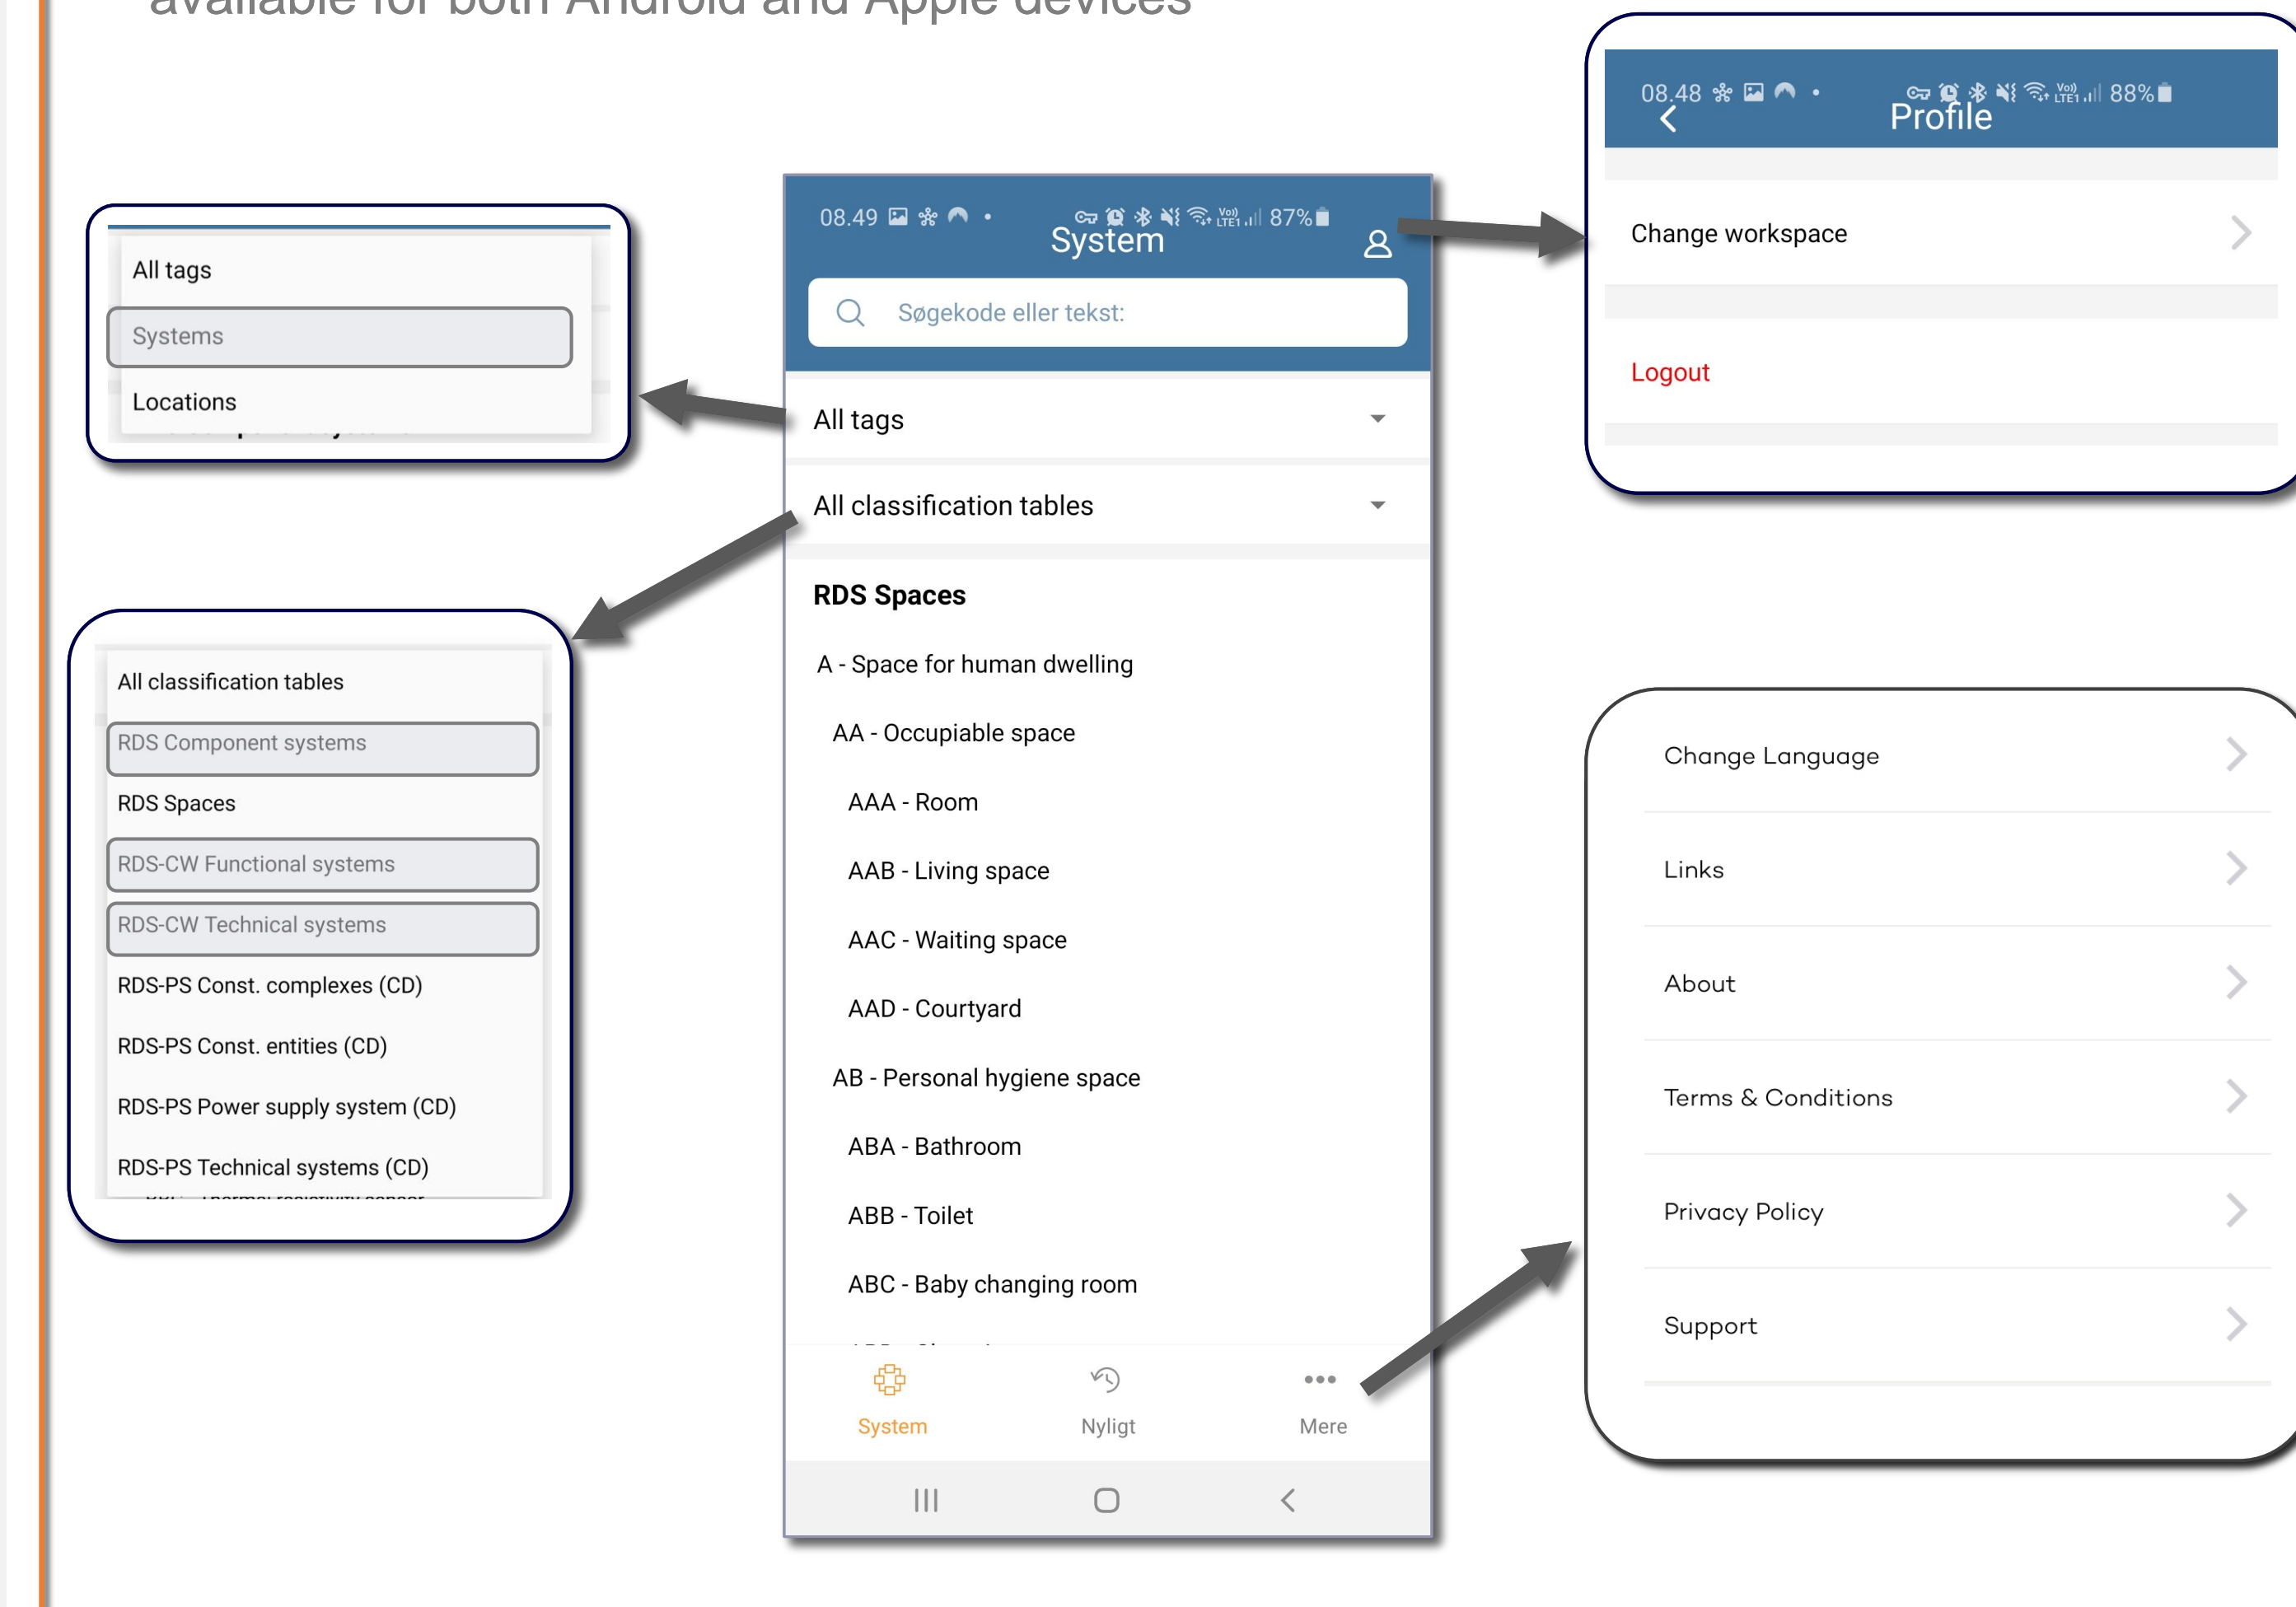 available for both Android and Apple devices
08.48
Vo))
LTE1
88%
Profile
Change workspace
Logout
All tags
Systems
Locations
08.49
Vo))
LTE1
87%
System
Søgekode eller tekst:
All tags
All classification tables
RDS Spaces
A - Space for human dwelling
AA - Occupiable space
AAA - Room
AAB - Living space
AAC - Waiting space
AAD - Courtyard
AB - Personal hygiene space
ABA - Bathroom
ABB - Toilet
ABC - Baby changing room
System
Nyligt
Mere
All classification tables
RDS Component systems
RDS Spaces
RDS-CW Functional systems
RDS-CW Technical systems
RDS-PS Const. complexes (CD)
RDS-PS Const. entities (CD)
RDS-PS Power supply system (CD)
RDS-PS Technical systems (CD)
Change Language
Links
About
Terms & Conditions
Privacy Policy
Support